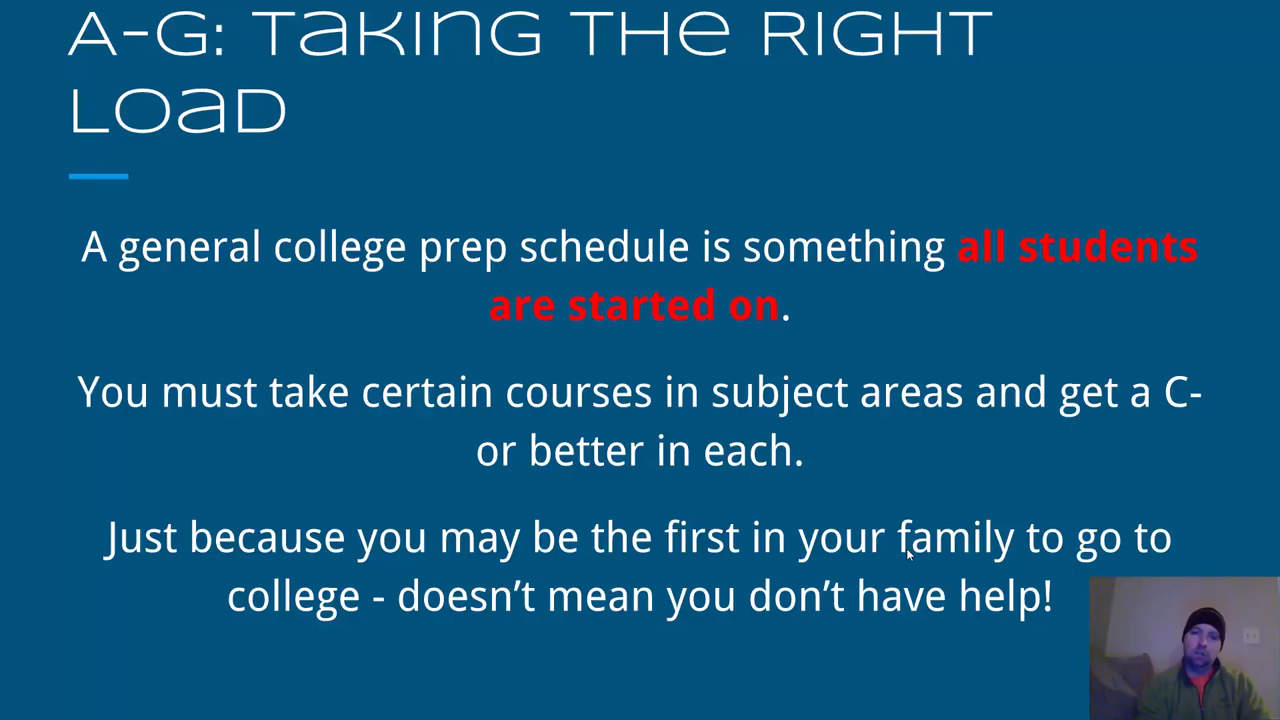 A-G: Taking the Right
Load
A general college prep schedule is something all students
are started on.
You must take certain courses in subject areas and get a C-
or better in each.
Just because you may be the first in your family to go to
college - doesn’t mean you don’t have help!